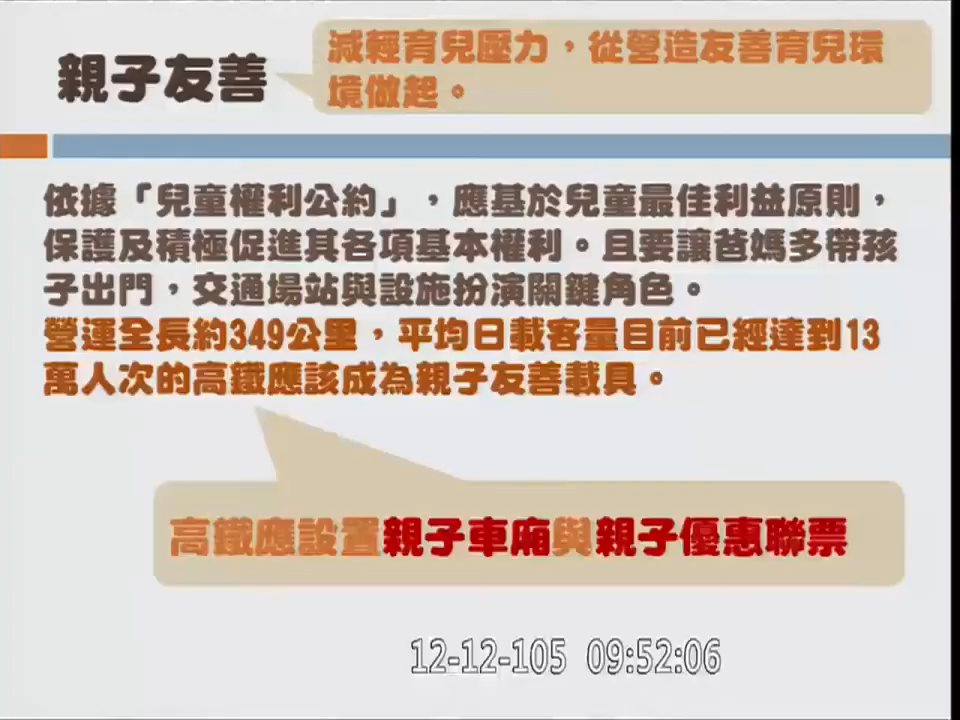 親子友善
減輕育兒壓力，從營造友善育兒環
境做起。
依據「兒童權利公約」，應基於兒童最佳利益原則，
保護及積極促進其各項基本權利。且要讓爸媽多帶孩
子出門，交通場站與設施扮演關鍵角色。
營運全長約349公里，平均日載客量目前已經達到13
萬人次的高鐵應該成為親子友善載具。
高鐵應設置親子車廂與親子優惠聯票
12-12-105 09:52:06